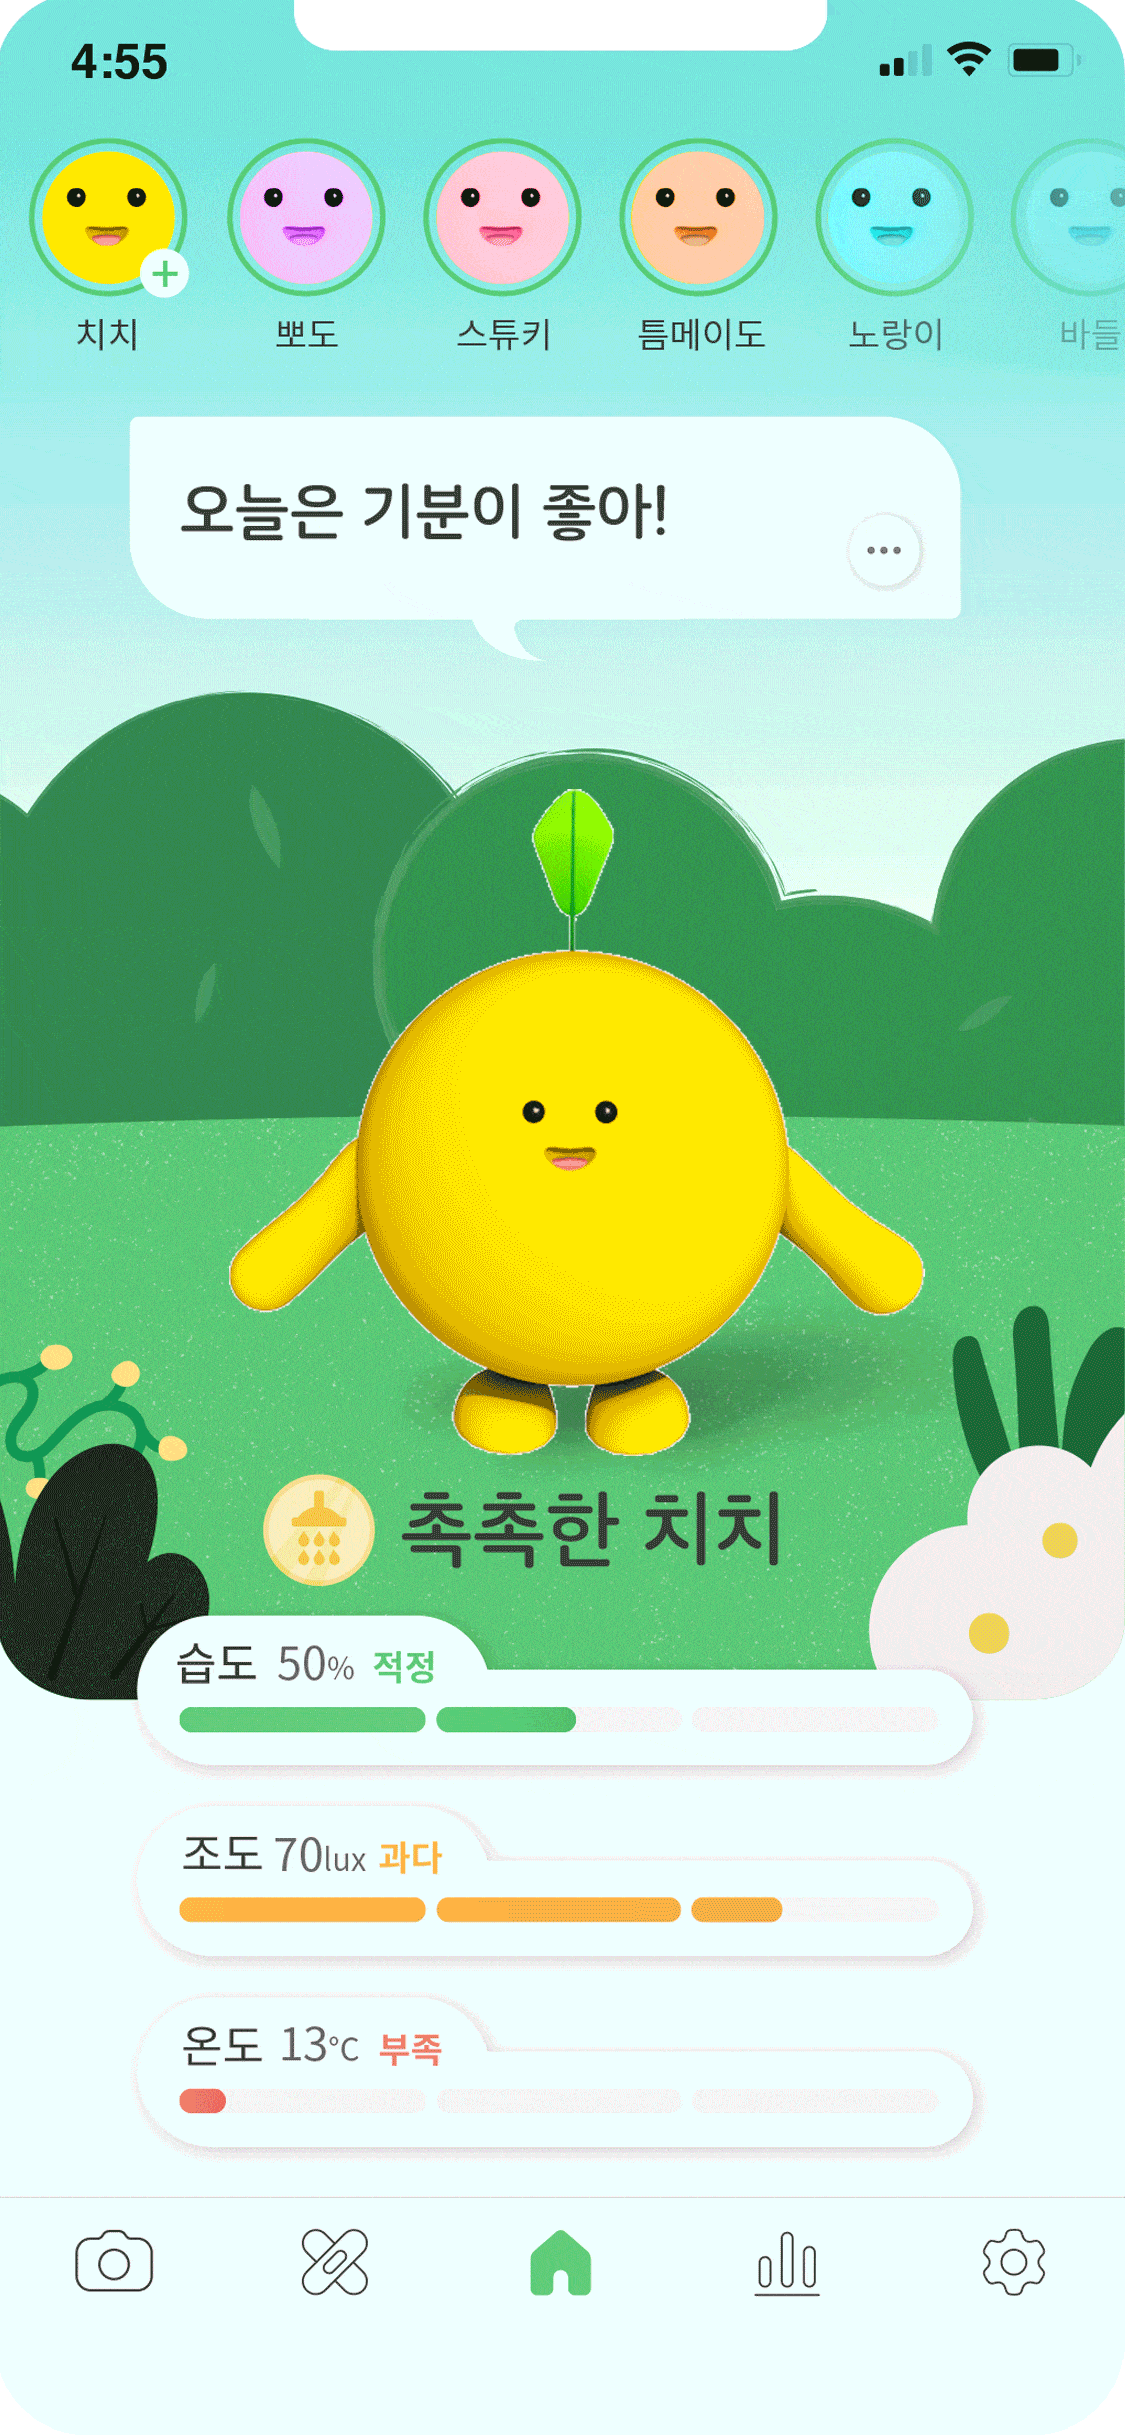 4:55
치치
뽀도
스튜키
틈메이도
노랑이
바들
오늘은 기분이 좋아!
촉촉한 치치
습도 50% 적정
조도 70lux 과다
온도 13°C 부족